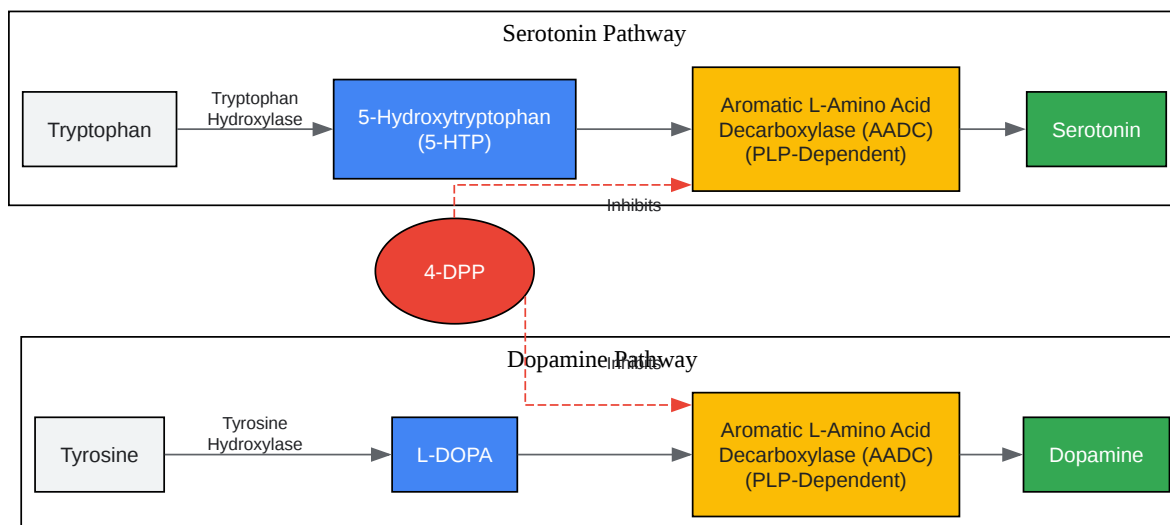 Serotonin Pathway
Tryptophan
Tryptophan
Hydroxylase
5-Hydroxytryptophan
(5-HTP)
Aromatic L-Amino Acid
Decarboxylase (AADC)
(PLP-Dependent)
Serotonin
Inhibits
4-DPP
Dopamine Pathway
Inhibits
Tyrosine
Tyrosine
Hydroxylase
L-DOPA
Aromatic L-Amino Acid
Decarboxylase (AADC)
(PLP-Dependent)
Dopamine